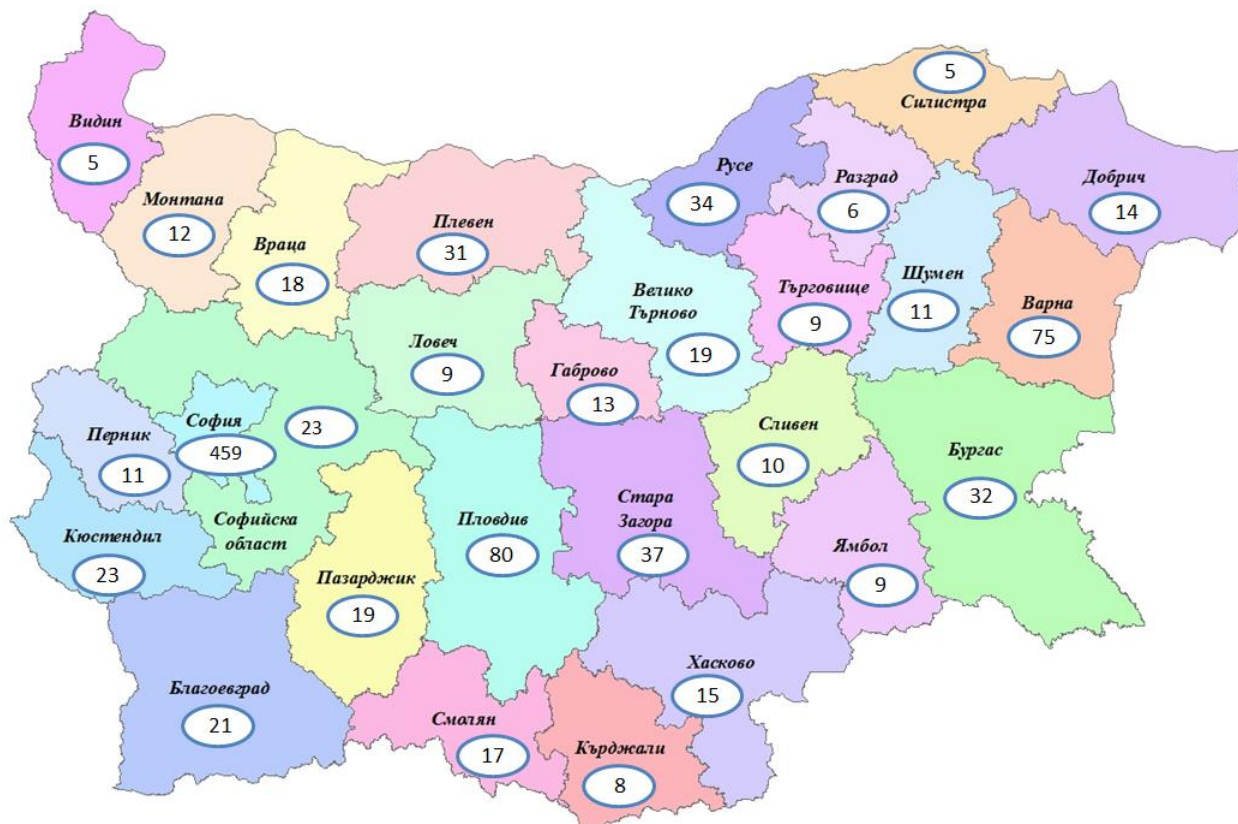 5
Силистра
Видин
5
Монтана
12
Враца
18
Плевен
31
Русе
34
Разград
6
Добрич
14
Шумен
11
Варна
75
Търговище
9
Велико
Търново
19
Ловеч
9
Габрово
13
Перник
11
София
459
23
Софийска
област
Кюстендил
23
Сливен
10
Бургас
32
Пловдив
80
Стара
Загора
37
Ямбол
9
Пазарджик
19
Благоевград
21
Смолян
17
Кърджали
8
Хасково
15